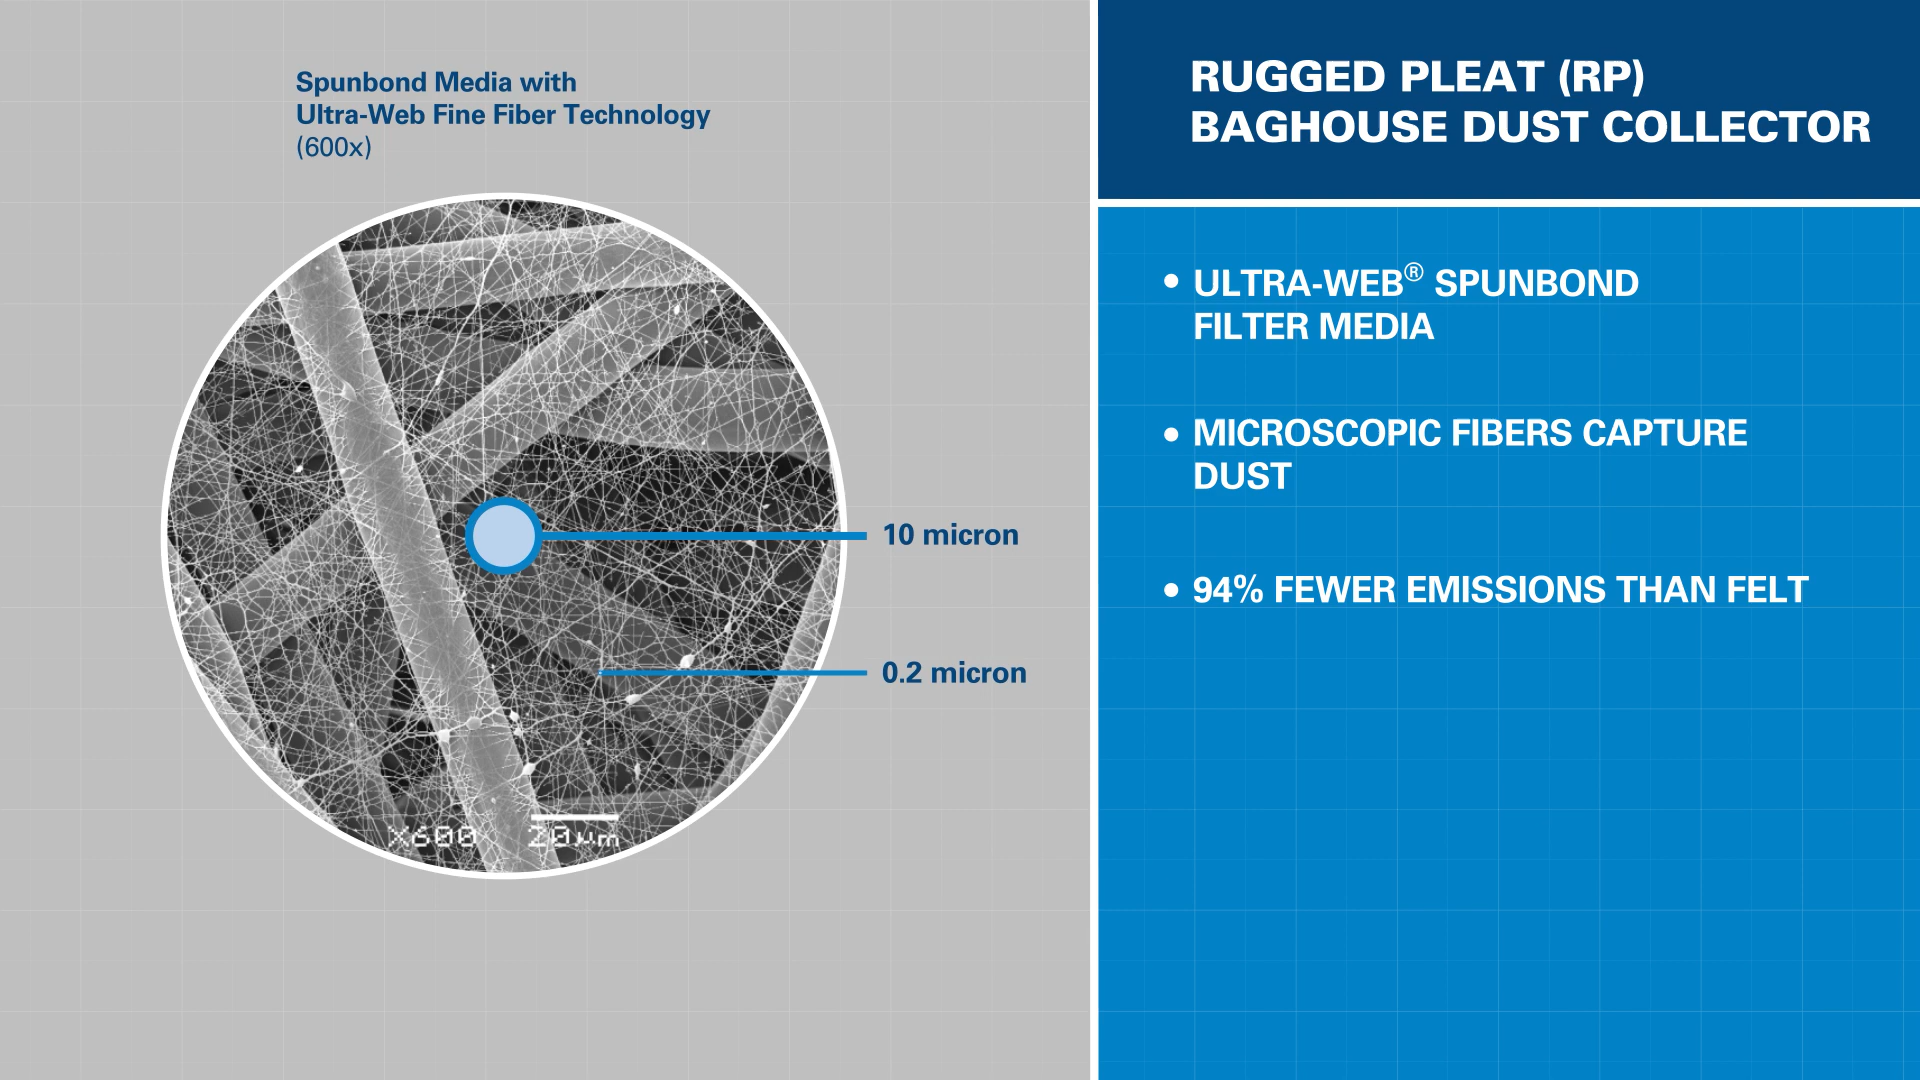 Spunbond Media with
Ultra-Web Fine Fiber Technology
(600x)
10 micron
0.2 micron
X600 20µm
RUGGED PLEAT (RP)
BAGHOUSE DUST COLLECTOR
• ULTRA-WEB® SPUNBOND
FILTER MEDIA
• MICROSCOPIC FIBERS CAPTURE
DUST
• 94% FEWER EMISSIONS THAN FELT